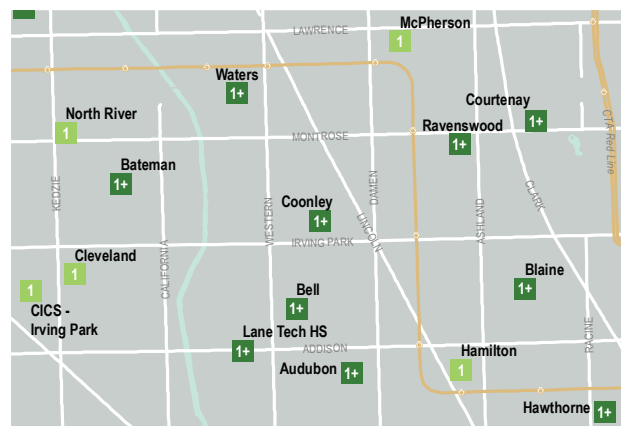 McPherson
LAWRENCE
1
Waters
1+
North River
1
Courtenay
1+
Ravenswood
1+
MONTROSE
CTA Red Line
Bateman
1+
KEDZIE
Coonley
1+
DAMEN
CLARK
WESTERN
LINCOLN
ASHLAND
IRVING PARK
CALIFORNIA
Cleveland
1
Blaine
1+
1
CICS -
Irving Park
Bell
1+
Lane Tech HS
1+
ADDISON
RACINE
Hamilton
1
Audubon
1+
Hawthorne
1+